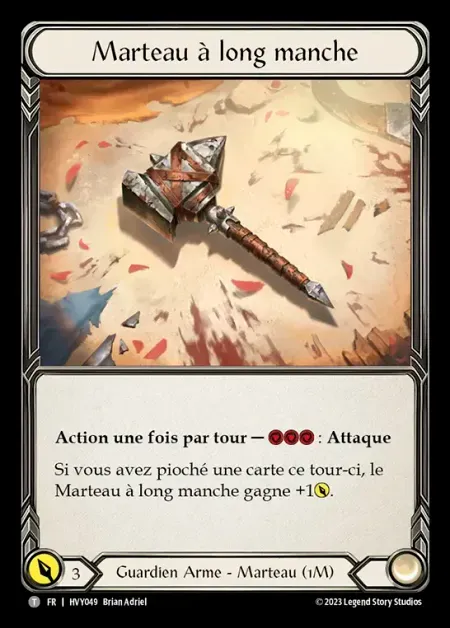 Marteau à long manche
Action une fois par tour — : Attaque
Si vous avez pioché une carte ce tour-ci, le
Marteau à long manche gagne +1.
3
Guardien Arme - Marteau (1M)
T FR | HVY049 Brian Adriel
© 2023 Legend Story Studios